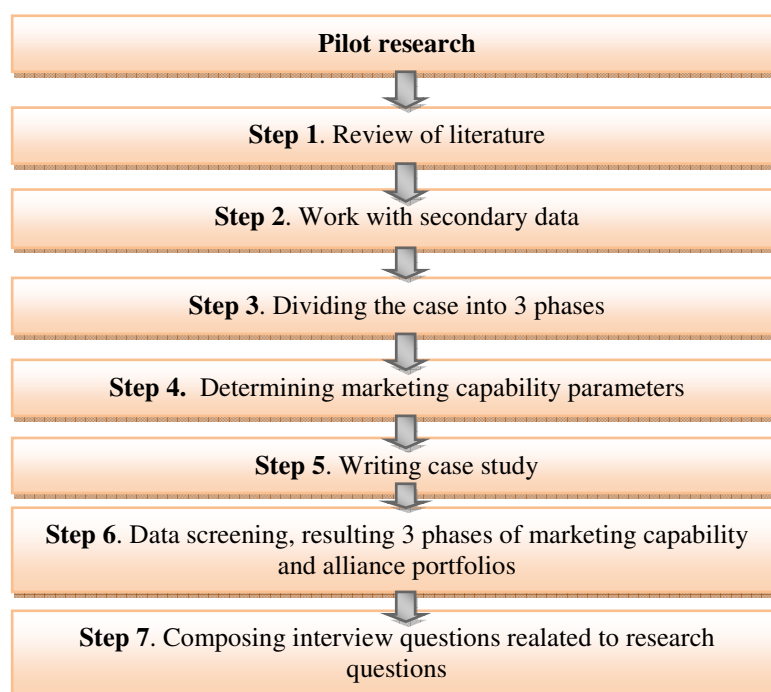 Pilot research
Step 1. Review of literature
Step 2. Work with secondary data
Step 3. Dividing the case into 3 phases
Step 4. Determining marketing capability parameters
Step 5. Writing case study
Step 6. Data screening, resulting 3 phases of marketing capability
and alliance portfolios
Step 7. Composing interview questions realated to research
questions